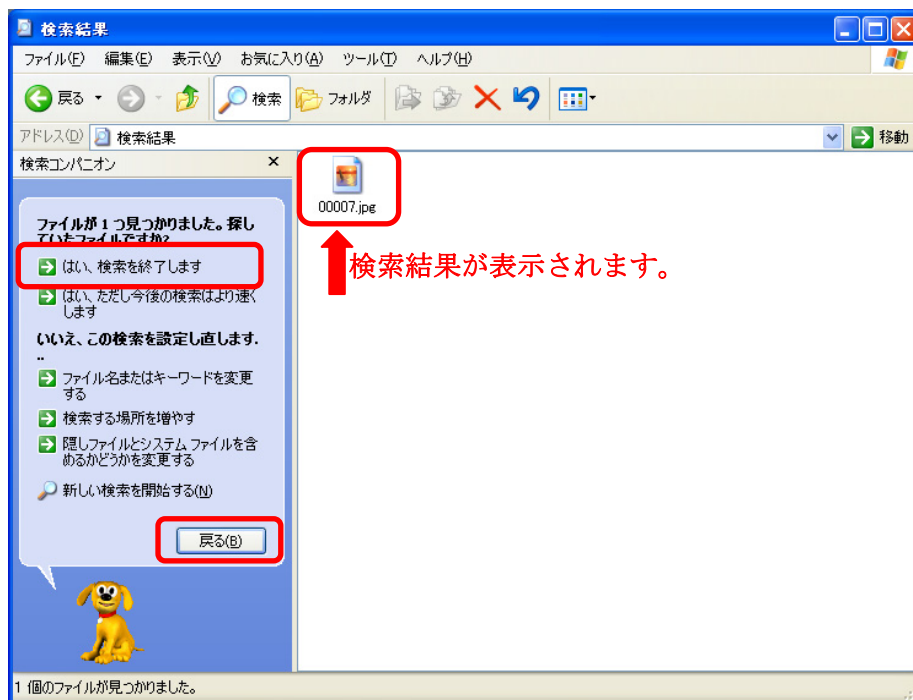 検索結果
ファイル(F) 編集(E) 表示(V) お気に入り(A) ツール(T) ヘルプ(H)
戻る 検索 フォルダ
アドレス(D) 検索結果 移動
検索コンパニオン
ファイルが 1 つ見つかりました。探し
ていたファイルですか?
はい、検索を終了します
はい、ただし今後の検索はより速く
します
いいえ、この検索を設定し直します.
..
ファイル名またはキーワードを変更
する
検索する場所を増やす
隠しファイルとシステム ファイルを含
めるかどうかを変更する
新しい検索を開始する(N)
戻る(B)
00007.jpg
検索結果が表示されます。
1 個のファイルが見つかりました。